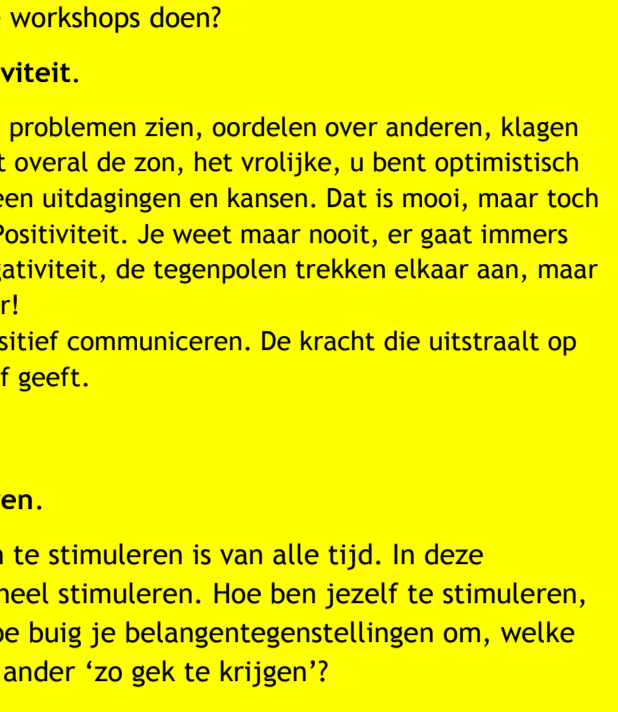 workshops doen?
viteit.
problemen zien, oordelen over anderen, klagen
t overal de zon, het vrolijke, u bent optimistisch
een uitdagingen en kansen. Dat is mooi, maar toch
Positiviteit. Je weet maar nooit, er gaat immers
gativiteit, de tegenpolen trekken elkaar aan, maar
r!
sitief communiceren. De kracht die uitstraalt op
f geeft.
en.
n te stimuleren is van alle tijd. In deze
neel stimuleren. Hoe ben jezelf te stimuleren,
oe buig je belangentegenstellingen om, welke
ander ‘zo gek te krijgen’?